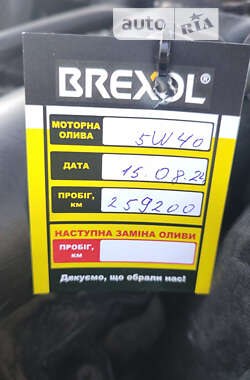 auto RIA
BREXOL®
МОТОРНА ОЛИВА 5W40
ДАТА 15.08.24
ПРОБІГ, КМ 259200
НАСТУПНА ЗАМІНА ОЛИВИ
ПРОБІГ, КМ
Дякуємо, що обрали нас!